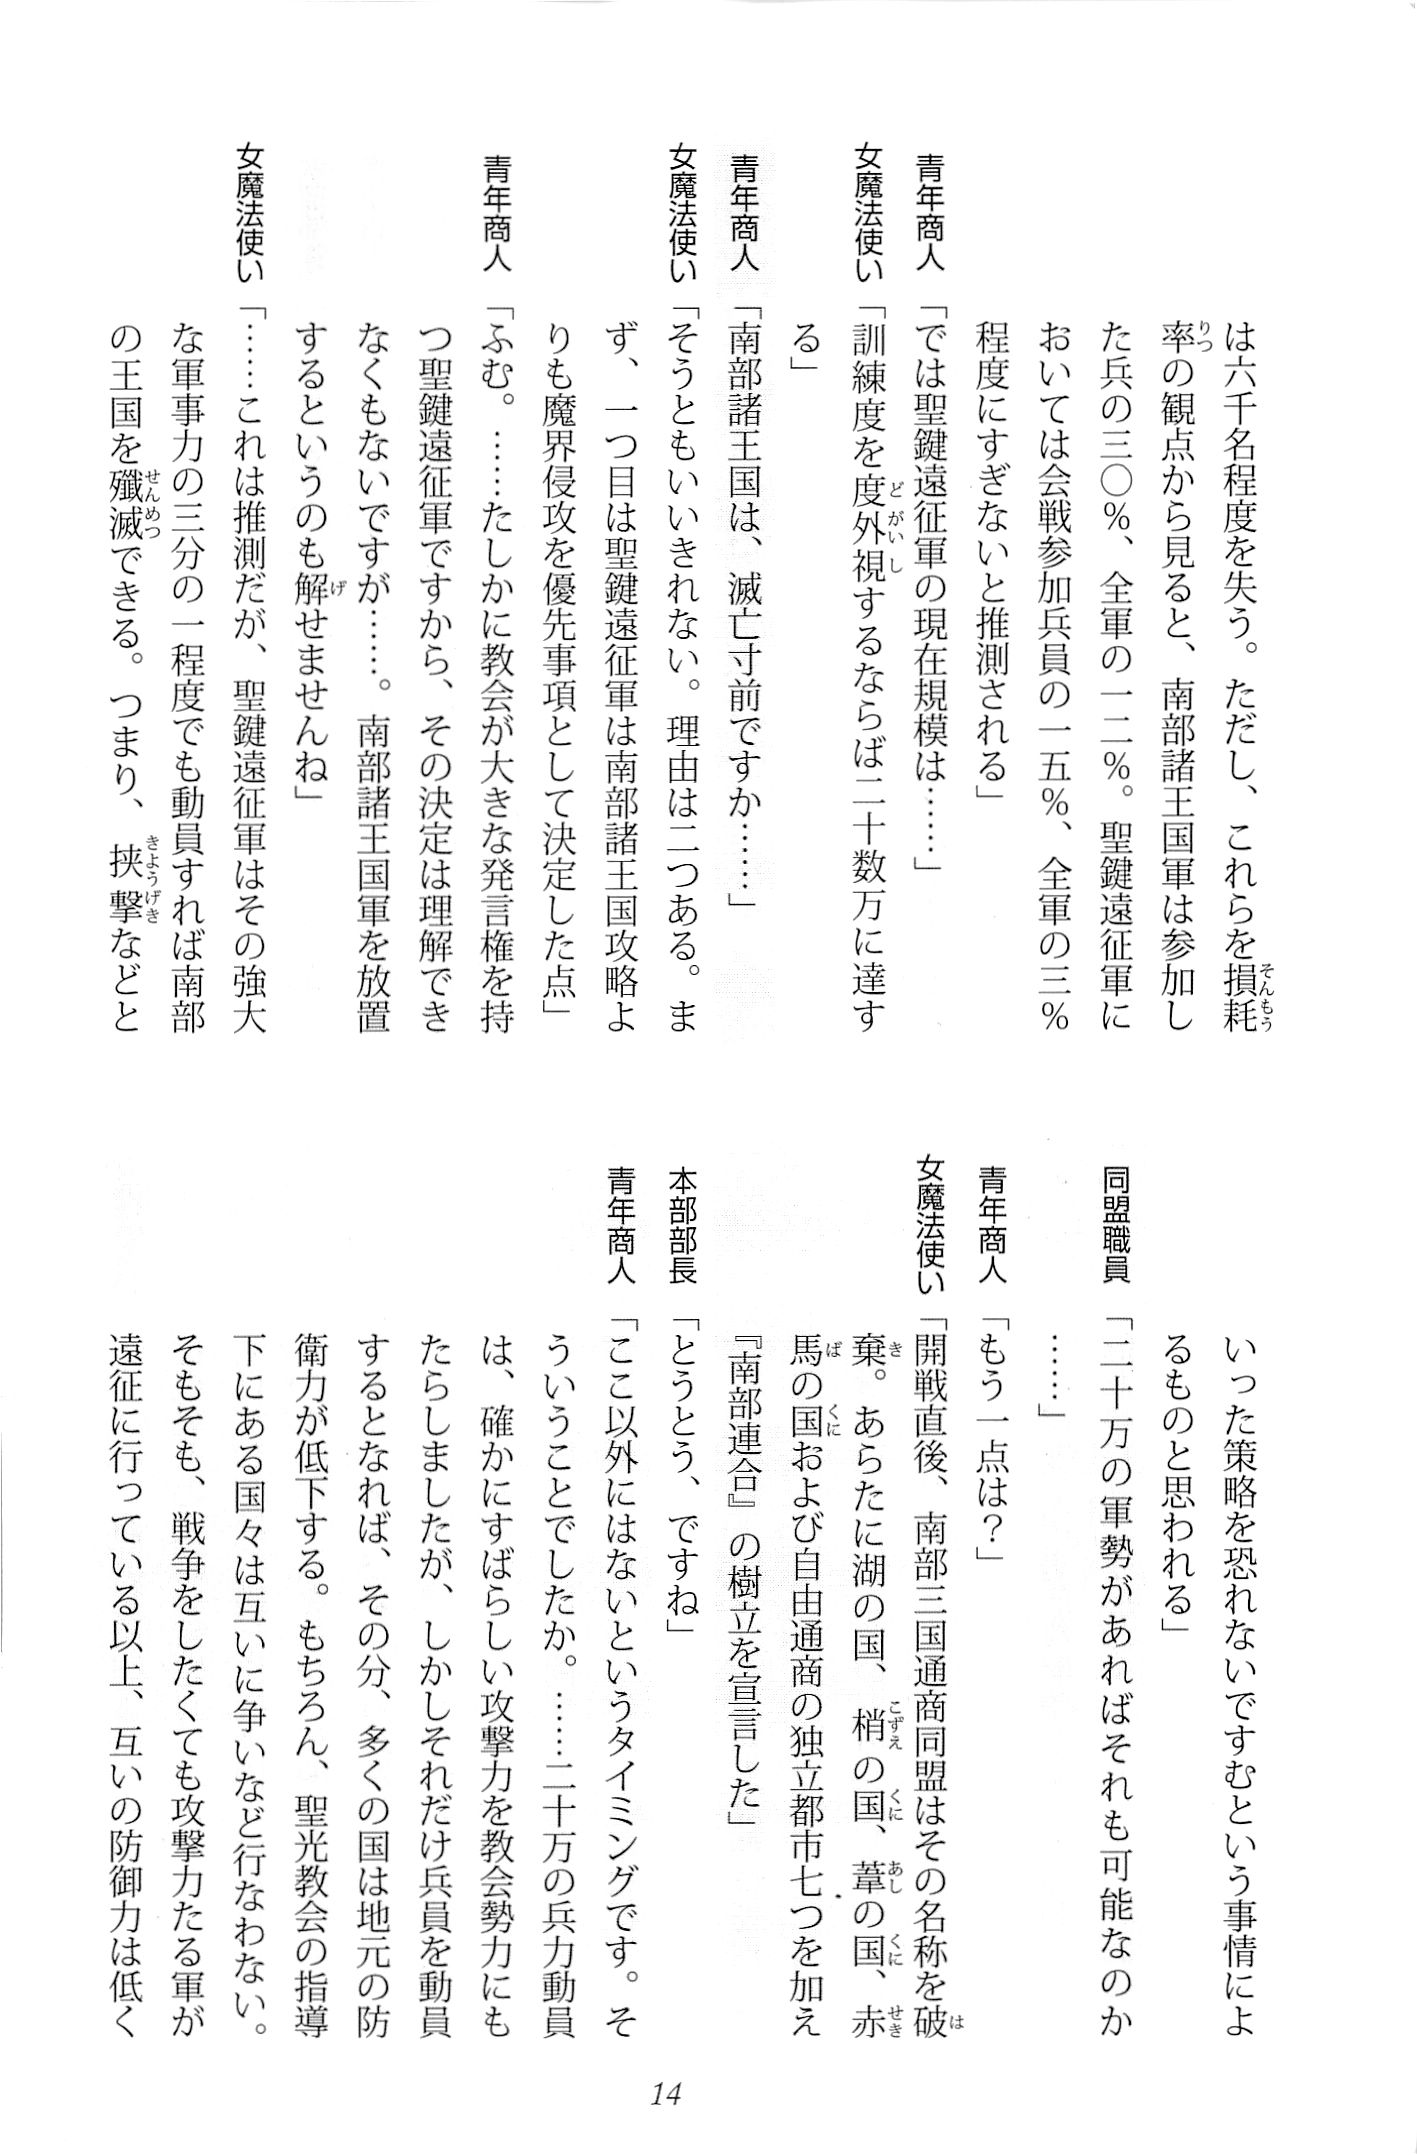 は六千名程度を失う。ただし、これらを損耗
率の観点から見ると、南部諸王国軍は参加し
た兵の三〇％、全軍の一二％。聖鍵遠征軍に
おいては会戦参加兵員の一五％、全軍の三％
程度にすぎないと推測される」
青年商人「では聖鍵遠征軍の現在規模は……」
女魔法使い「訓練度を度外視するならば二十数万に達す
る」
青年商人「南部諸王国は、滅亡寸前ですか……」
女魔法使い「そうともいいきれない。理由は二つある。ま
ず、一つ目は聖鍵遠征軍は南部諸王国攻略よ
りも魔界侵攻を優先事項として決定した点」
青年商人「ふむ。……たしかに教会が大きな発言権を持
つ聖鍵遠征軍ですから、その決定は理解でき
なくもないですが……。南部諸王国軍を放置
するというのも解せませんね」
女魔法使い「……これは推測だが、聖鍵遠征軍はその強大
な軍事力の三分の一程度でも動員すれば南部
の王国を殲滅できる。つまり、挟撃などと
いった策略を恐れないですむという事情によ
るものと思われる」
同盟職員「二十万の軍勢があればそれも可能なのか
……」
青年商人「もう一点は？」
女魔法使い「開戦直後、南部三国通商同盟はその名称を破
棄。あらたに湖の国、梢の国、葦の国、赤
馬の国および自由通商の独立都市七つを加え
『南部連合』の樹立を宣言した」
本部部長「とうとう、ですね」
青年商人「ここ以外にはないというタイミングです。そ
ういうことでしたか。……二十万の兵力動員
は、確かにすばらしい攻撃力を教会勢力にも
たらしましたが、しかしそれだけ兵員を動員
するとなれば、その分、多くの国は地元の防
衛力が低下する。もちろん、聖光教会の指導
下にある国々は互いに争いなど行なわない。
そもそも、戦争をしたくても攻撃力たる軍が
遠征に行っている以上、互いの防御力は低く
14